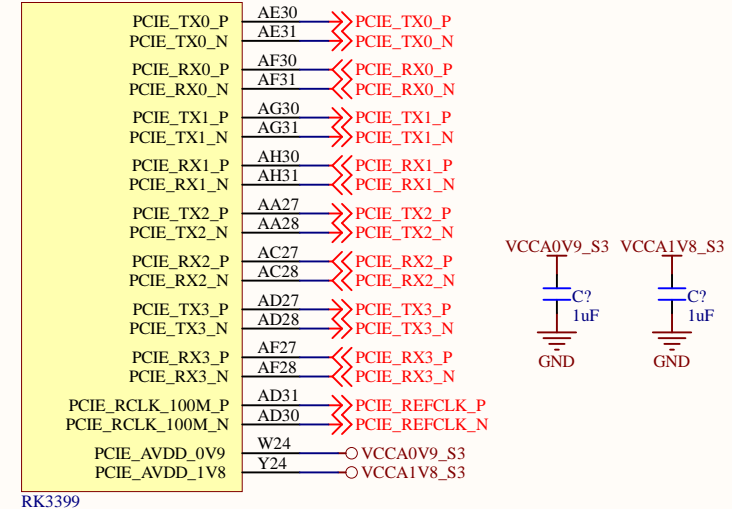 PCIE_TX0_P AE30 PCIE_TX0_P
PCIE_TX0_N AE31 PCIE_TX0_N
PCIE_RX0_P AF30 PCIE_RX0_P
PCIE_RX0_N AF31 PCIE_RX0_N
PCIE_TX1_P AG30 PCIE_TX1_P
PCIE_TX1_N AG31 PCIE_TX1_N
PCIE_RX1_P AH30 PCIE_RX1_P
PCIE_RX1_N AH31 PCIE_RX1_N
PCIE_TX2_P AA27 PCIE_TX2_P
PCIE_TX2_N AA28 PCIE_TX2_N
PCIE_RX2_P AC27 PCIE_RX2_P
PCIE_RX2_N AC28 PCIE_RX2_N
PCIE_TX3_P AD27 PCIE_TX3_P
PCIE_TX3_N AD28 PCIE_TX3_N
PCIE_RX3_P AF27 PCIE_RX3_P
PCIE_RX3_N AF28 PCIE_RX3_N
PCIE_RCLK_100M_P AD31 PCIE_REFCLK_P
PCIE_RCLK_100M_N AD30 PCIE_REFCLK_N
PCIE_AVDD_0V9 W24 VCCA0V9_S3
PCIE_AVDD_1V8 Y24 VCCA1V8_S3
RK3399
VCCA0V9_S3 VCCA1V8_S3
C? C?
1uF 1uF
GND GND